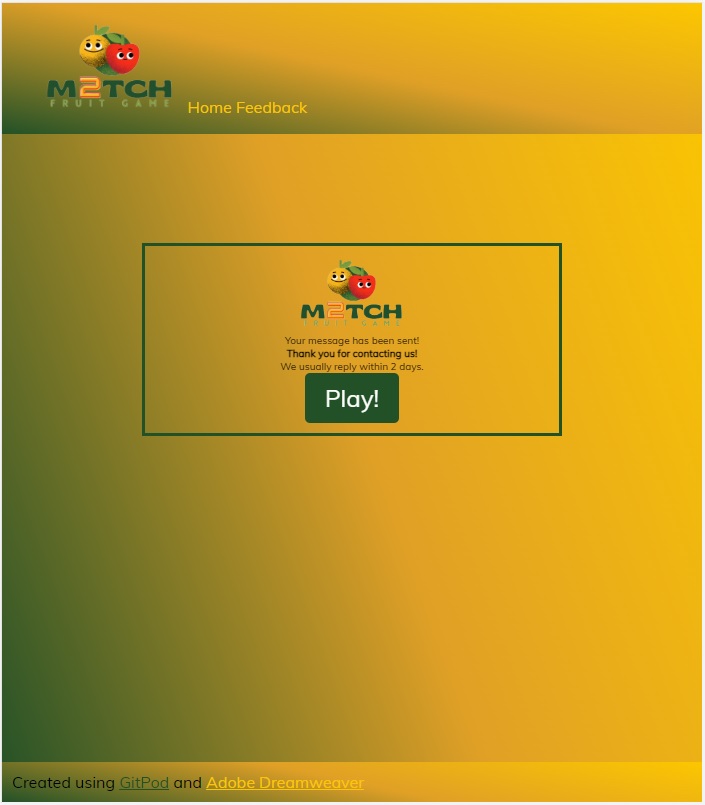 M2TCH
FRUIT GAME
Home Feedback
M2TCH
FRUIT GAME
Your message has been sent!
Thank you for contacting us!
We usually reply within 2 days.
Play!
Created using GitPod and Adobe Dreamweaver